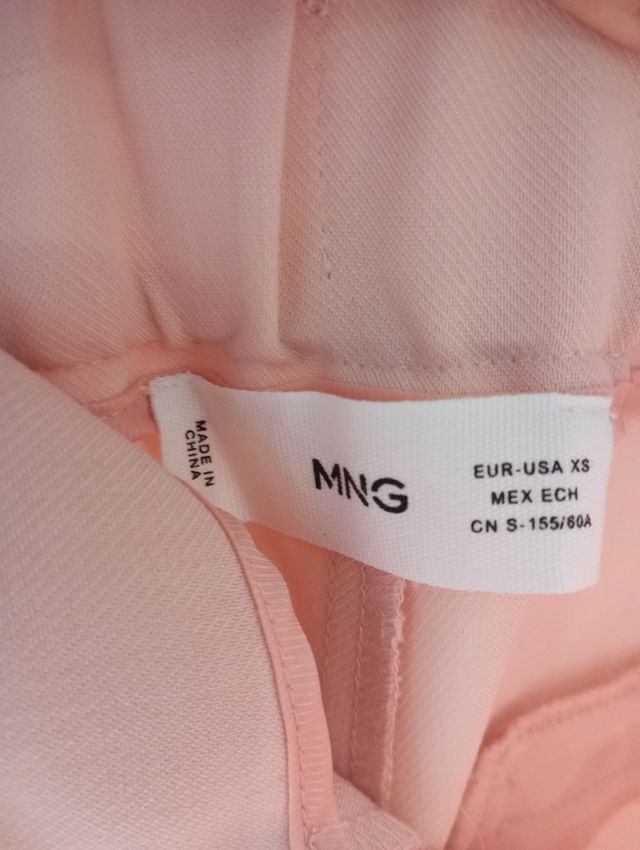 MADE IN
CHINA
MNG
EUR-USA XS
MEX ECH
CN S-155/60A